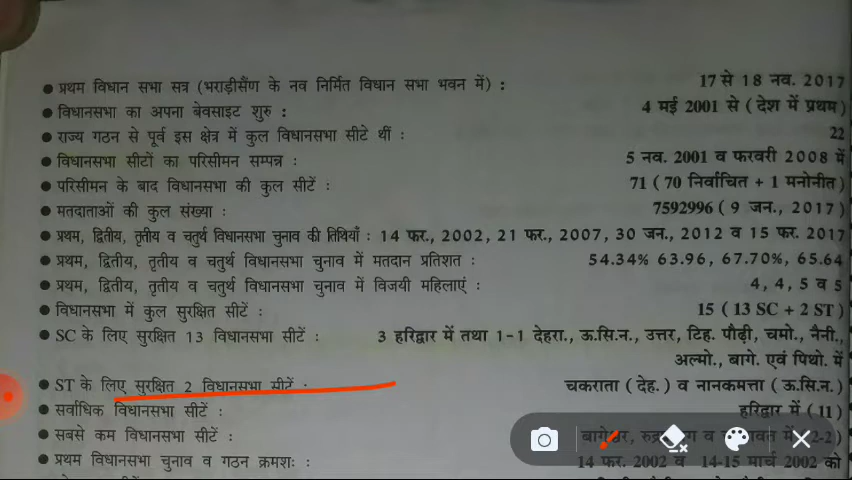 ● प्रथम विधान सभा सत्र (भराड़ीसैंण के नव निर्मित विधान सभा भवन में) : 17 से 18 नव. 2017
● विधानसभा का अपना बेवसाइट शुरु : 4 मई 2001 से ( देश में प्रथम)
● राज्य गठन से पूर्व इस क्षेत्र में कुल विधानसभा सीटे थीं : 22
● विधानसभा सीटों का परिसीमन सम्पन्न : 5 नव. 2001 व फरवरी 2008 में
● परिसीमन के बाद विधानसभा की कुल सीटें : 71 ( 70 निर्वाचित + 1 मनोनीत)
● मतदाताओं की कुल संख्या : 7592996 ( 9 जन., 2017)
● प्रथम, द्वितीय, तृतीय व चतुर्थ विधानसभा चुनाव की तिथियाँ : 14 फर., 2002, 21 फर., 2007, 30 जन., 2012 व 15 फर. 2017
● प्रथम, द्वितीय, तृतीय व चतुर्थ विधानसभा चुनाव में मतदान प्रतिशत : 54.34% 63.96, 67.70%, 65.64
● प्रथम, द्वितीय, तृतीय व चतुर्थ विधानसभा चुनाव में विजयी महिलाएं : 4, 4, 5 व 5
● विधानसभा में कुल सुरक्षित सीटें : 15 ( 13 SC + 2 ST)
● SC के लिए सुरक्षित 13 विधानसभा सीटें : 3 हरिद्वार में तथा 1-1 देहरा., ऊ.सि.न., उत्तर, टिह. पौढ़ी, चमो., नैनी.,
अल्मो., बागे. एवं पिथो. में
● ST के लिए सुरक्षित 2 विधानसभा सीटें : चकराता ( देह.) व नानकमत्ता ( ऊ.सि.न.)
● सर्वाधिक विधानसभा सीटें : हरिद्वार में ( 11)
● सबसे कम विधानसभा सीटें :
● प्रथम विधानसभा चुनाव व गठन क्रमशः : 14 फर. 2002 व 14-15 मार्च 2002 को